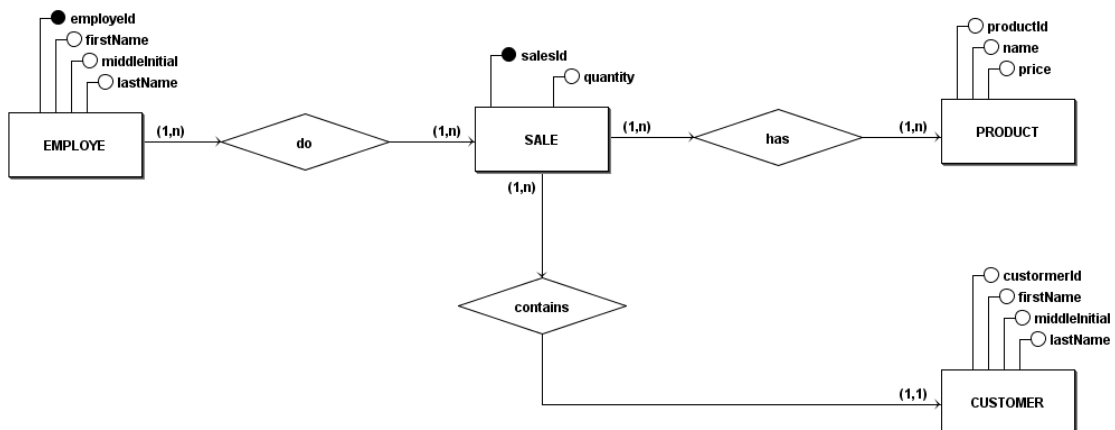 employeId
firstName
middleInitial
lastName
EMPLOYE
(1,n)
do
(1,n)
salesId
quantity
SALE
(1,n)
has
(1,n)
productId
name
price
PRODUCT
(1,n)
contains
(1,1)
custormerId
firstName
middleInitial
lastName
CUSTOMER